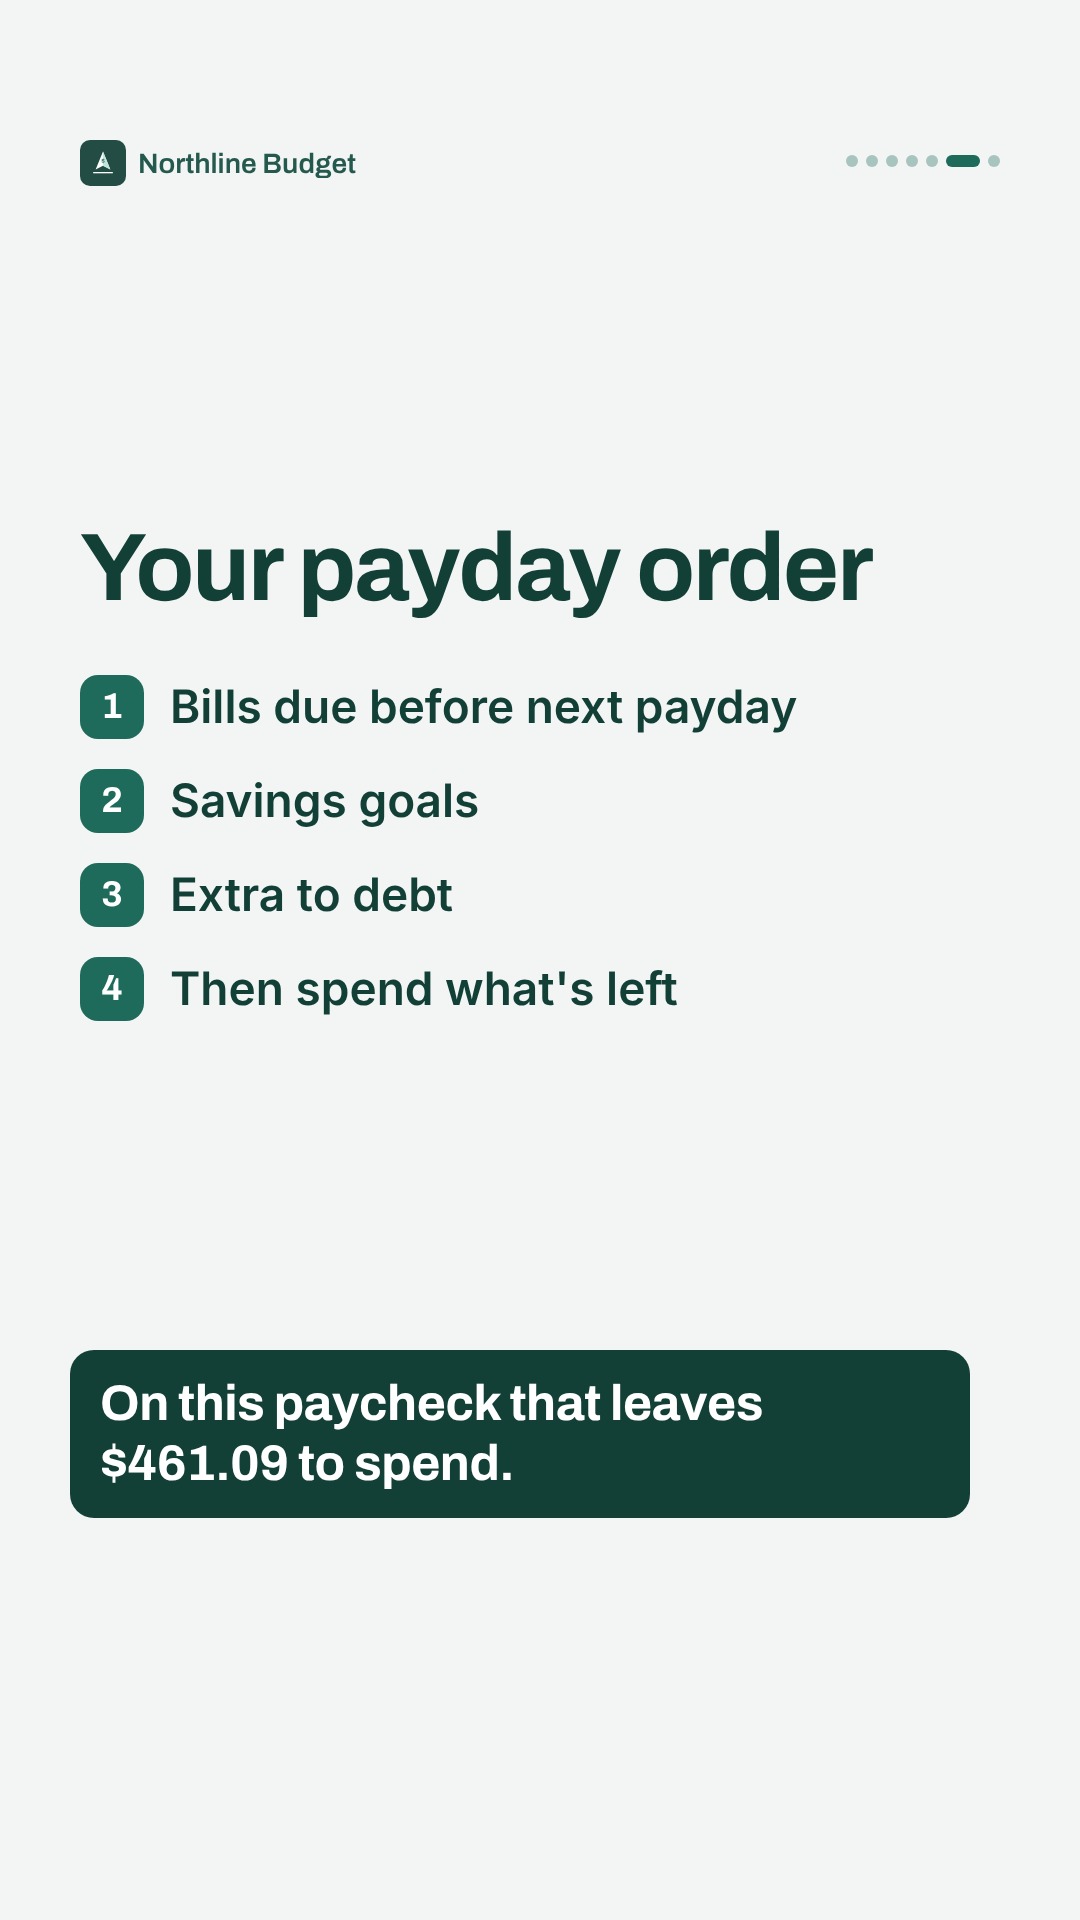 Northline Budget
Your payday order
1 Bills due before next payday
2 Savings goals
3 Extra to debt
4 Then spend what's left
On this paycheck that leaves
$461.09 to spend.